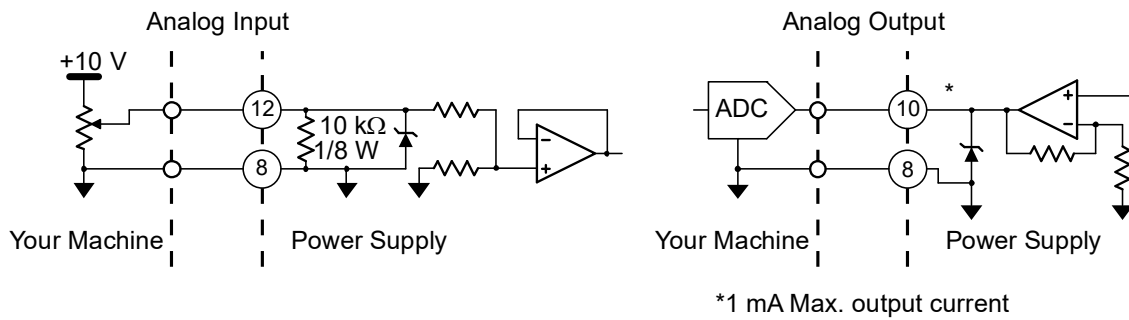 Analog Input
+10 V
12
10 kΩ
1/8 W
8
-
+
Your Machine
Power Supply
Analog Output
ADC
10
*
+
-
8
Your Machine
Power Supply
*1 mA Max. output current